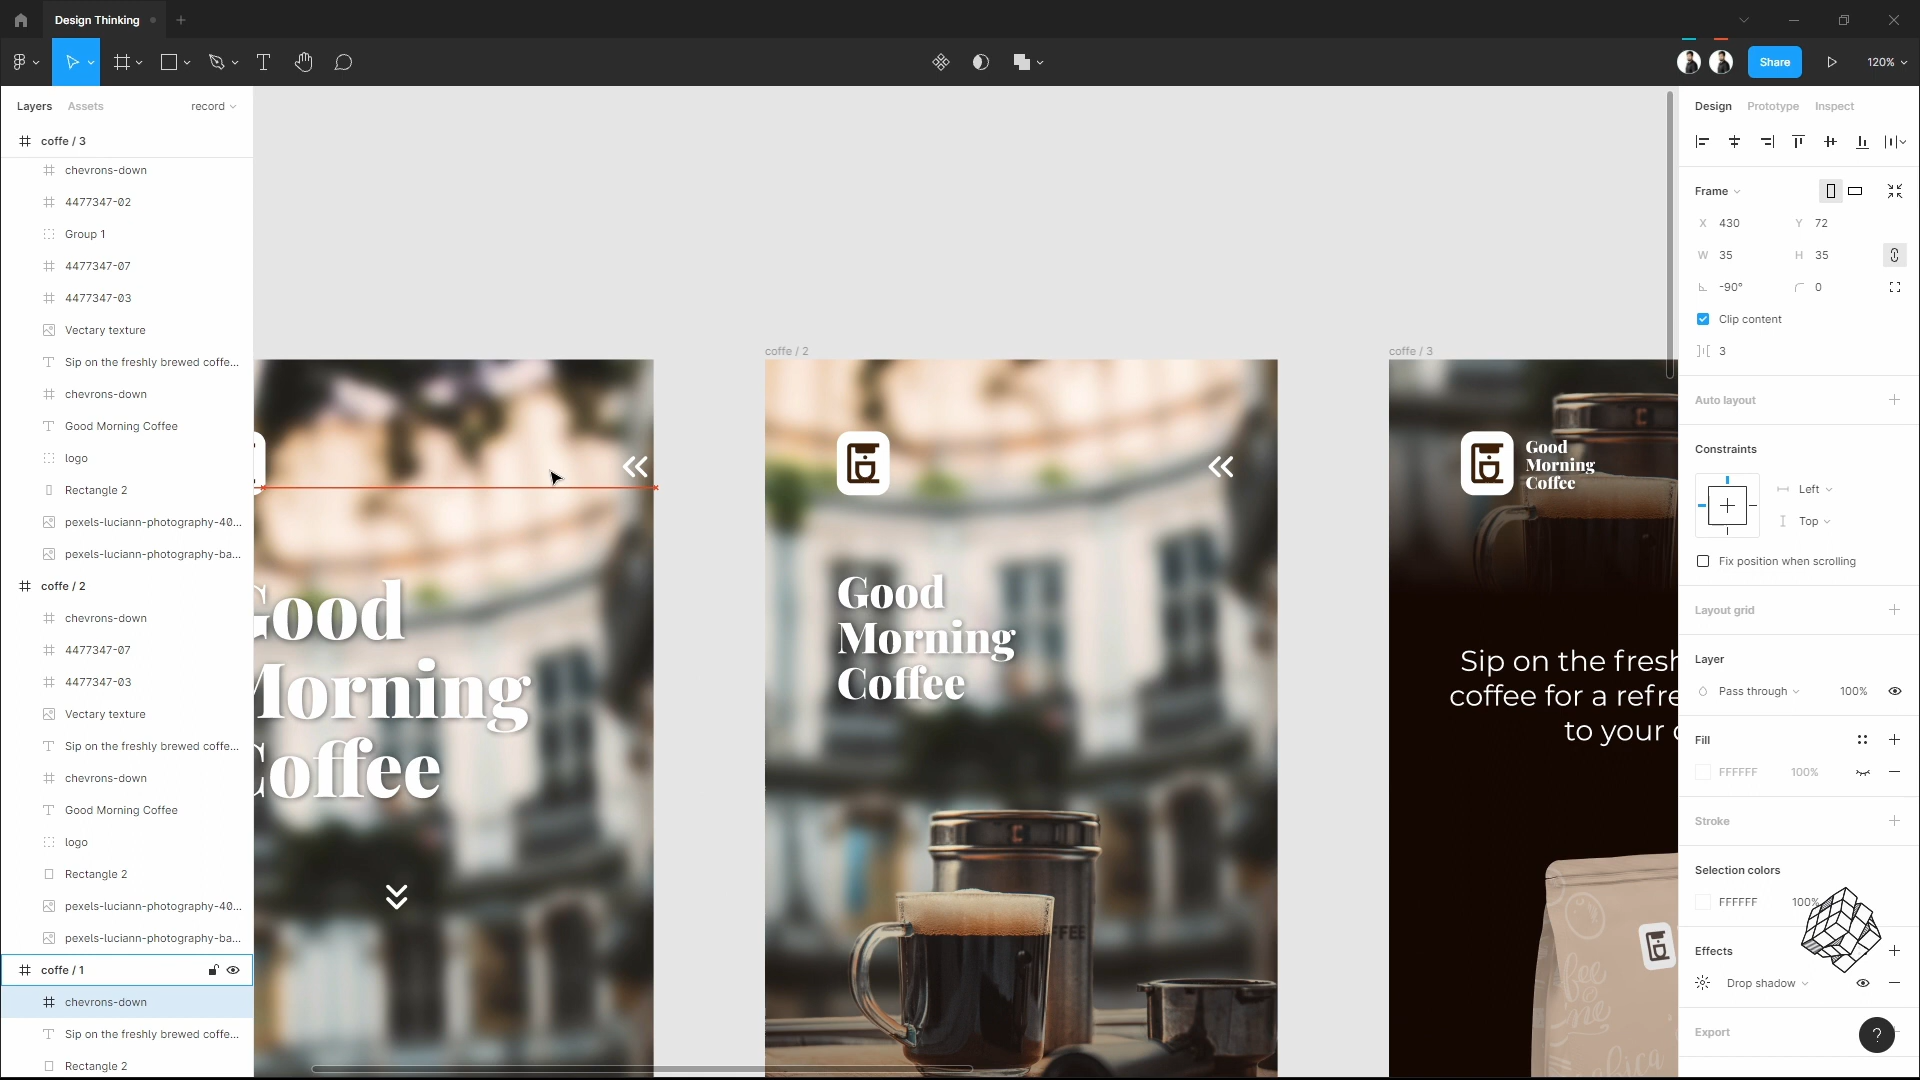 Design Thinking
Share
120%
Layers
Assets
record
Design
Prototype
Inspect
coffe / 3
chevrons-down
4477347-02
Group 1
4477347-07
4477347-03
Vectary texture
Sip on the freshly brewed coffe...
chevrons-down
Good Morning Coffee
logo
Rectangle 2
pexels-luciann-photography-40...
pexels-luciann-photography-ba...
coffe / 2
chevrons-down
4477347-07
4477347-03
Vectary texture
Sip on the freshly brewed coffe...
chevrons-down
Good Morning Coffee
logo
Rectangle 2
pexels-luciann-photography-40...
pexels-luciann-photography-ba...
coffe / 1
chevrons-down
Sip on the freshly brewed coffe...
Rectangle 2
Good
Morning
Coffee
coffe / 2
Good
Morning
Coffee
FFEE
coffe / 3
Good
Morning
Coffee
Sip on the fresh
coffee for a refre
to your
Frame
X 430 Y 72
W 35 H 35
-90° 0
Clip content
3
Auto layout
Constraints
Left
Top
Fix position when scrolling
Layout grid
Layer
Pass through 100%
Fill
FFFFFF 100%
Stroke
Selection colors
FFFFFF 100%
Effects
Drop shadow
Export
?